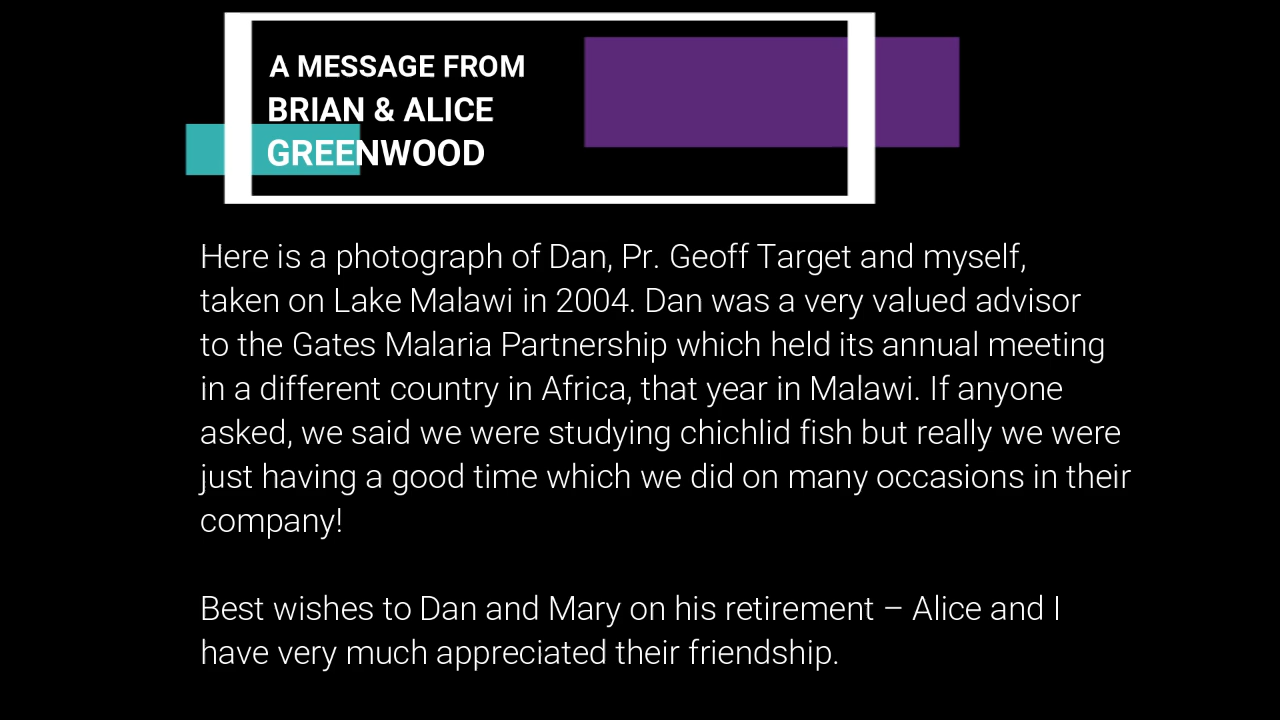 A MESSAGE FROM
BRIAN & ALICE
GREENWOOD
Here is a photograph of Dan, Pr. Geoff Target and myself,
taken on Lake Malawi in 2004. Dan was a very valued advisor
to the Gates Malaria Partnership which held its annual meeting
in a different country in Africa, that year in Malawi. If anyone
asked, we said we were studying chichlid fish but really we were
just having a good time which we did on many occasions in their
company!
Best wishes to Dan and Mary on his retirement – Alice and I
have very much appreciated their friendship.